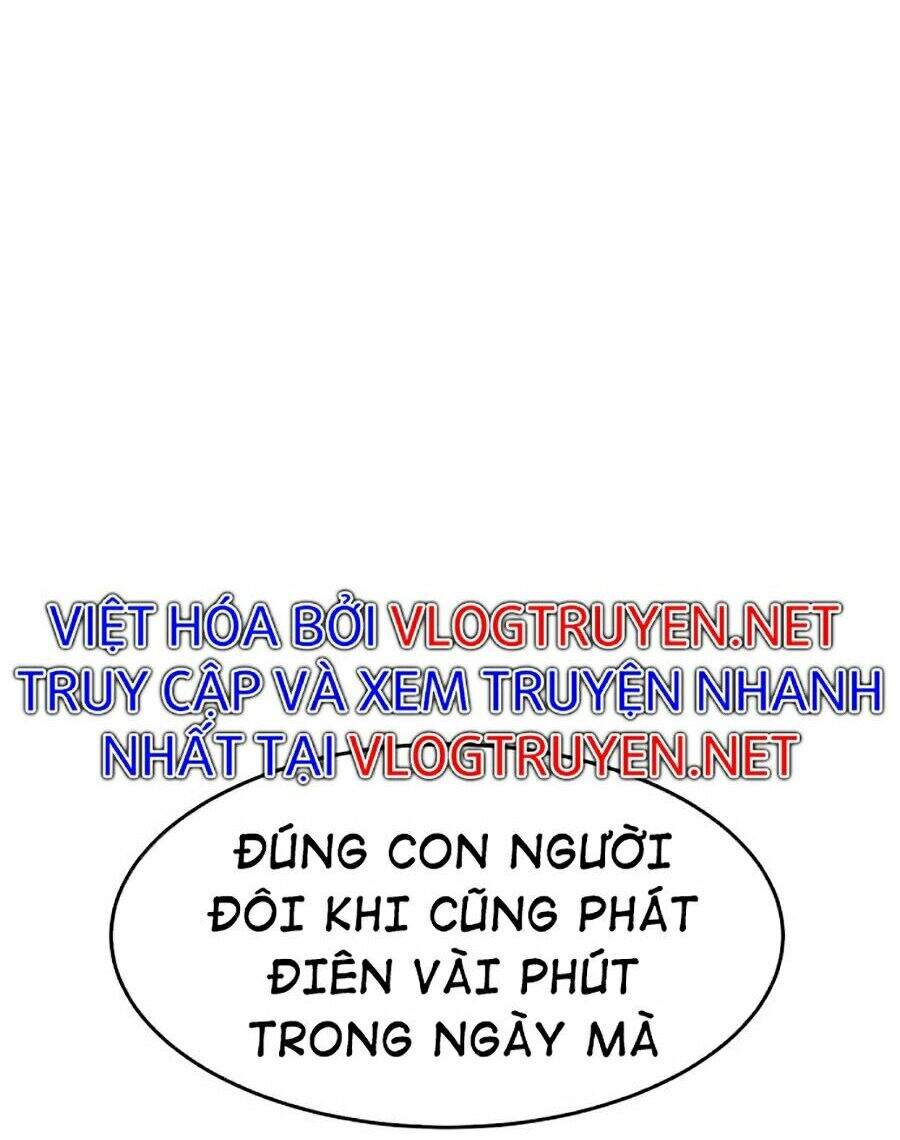 VIỆT HÓA BỞI VLOGTRUYEN.NET
TRUY CẬP VÀ XEM TRUYỆN NHANH
NHẤT TẠI VLOGTRUYEN.NET
ĐÚNG CON NGƯỜI
ĐÔI KHI CŨNG PHÁT
ĐIÊN VÀI PHÚT
TRONG NGÀY MÀ